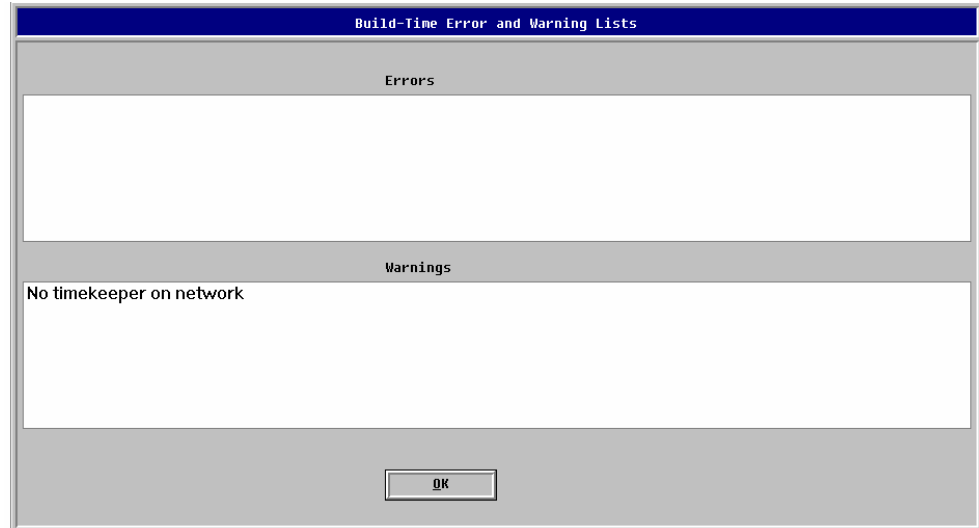 Build-Time Error and Warning Lists
Errors
Warnings
No timekeeper on network
OK